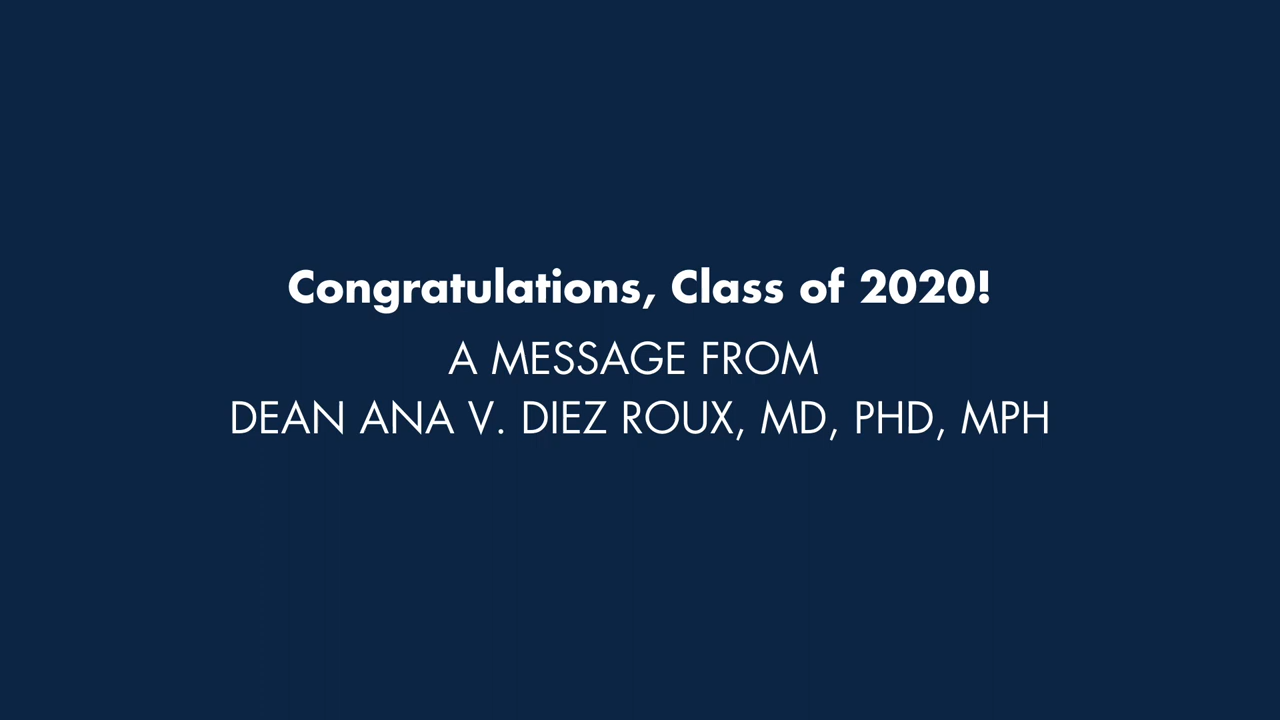 Congratulations, Class of 2020!
A MESSAGE FROM
DEAN ANA V. DIEZ ROUX, MD, PHD, MPH